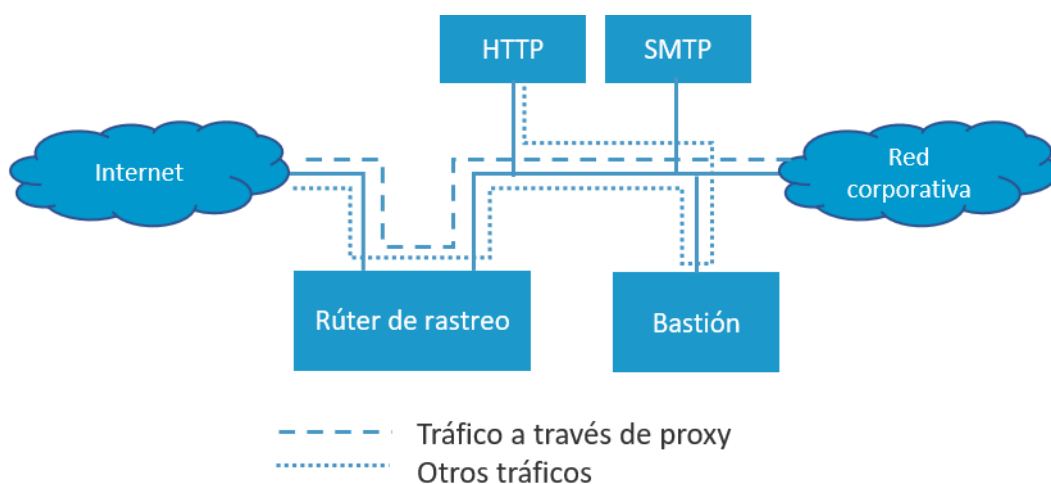 HTTP
SMTP
Internet
Red
corporativa
Rúter de rastreo
Bastión
Tráfico a través de proxy
Otros tráficos